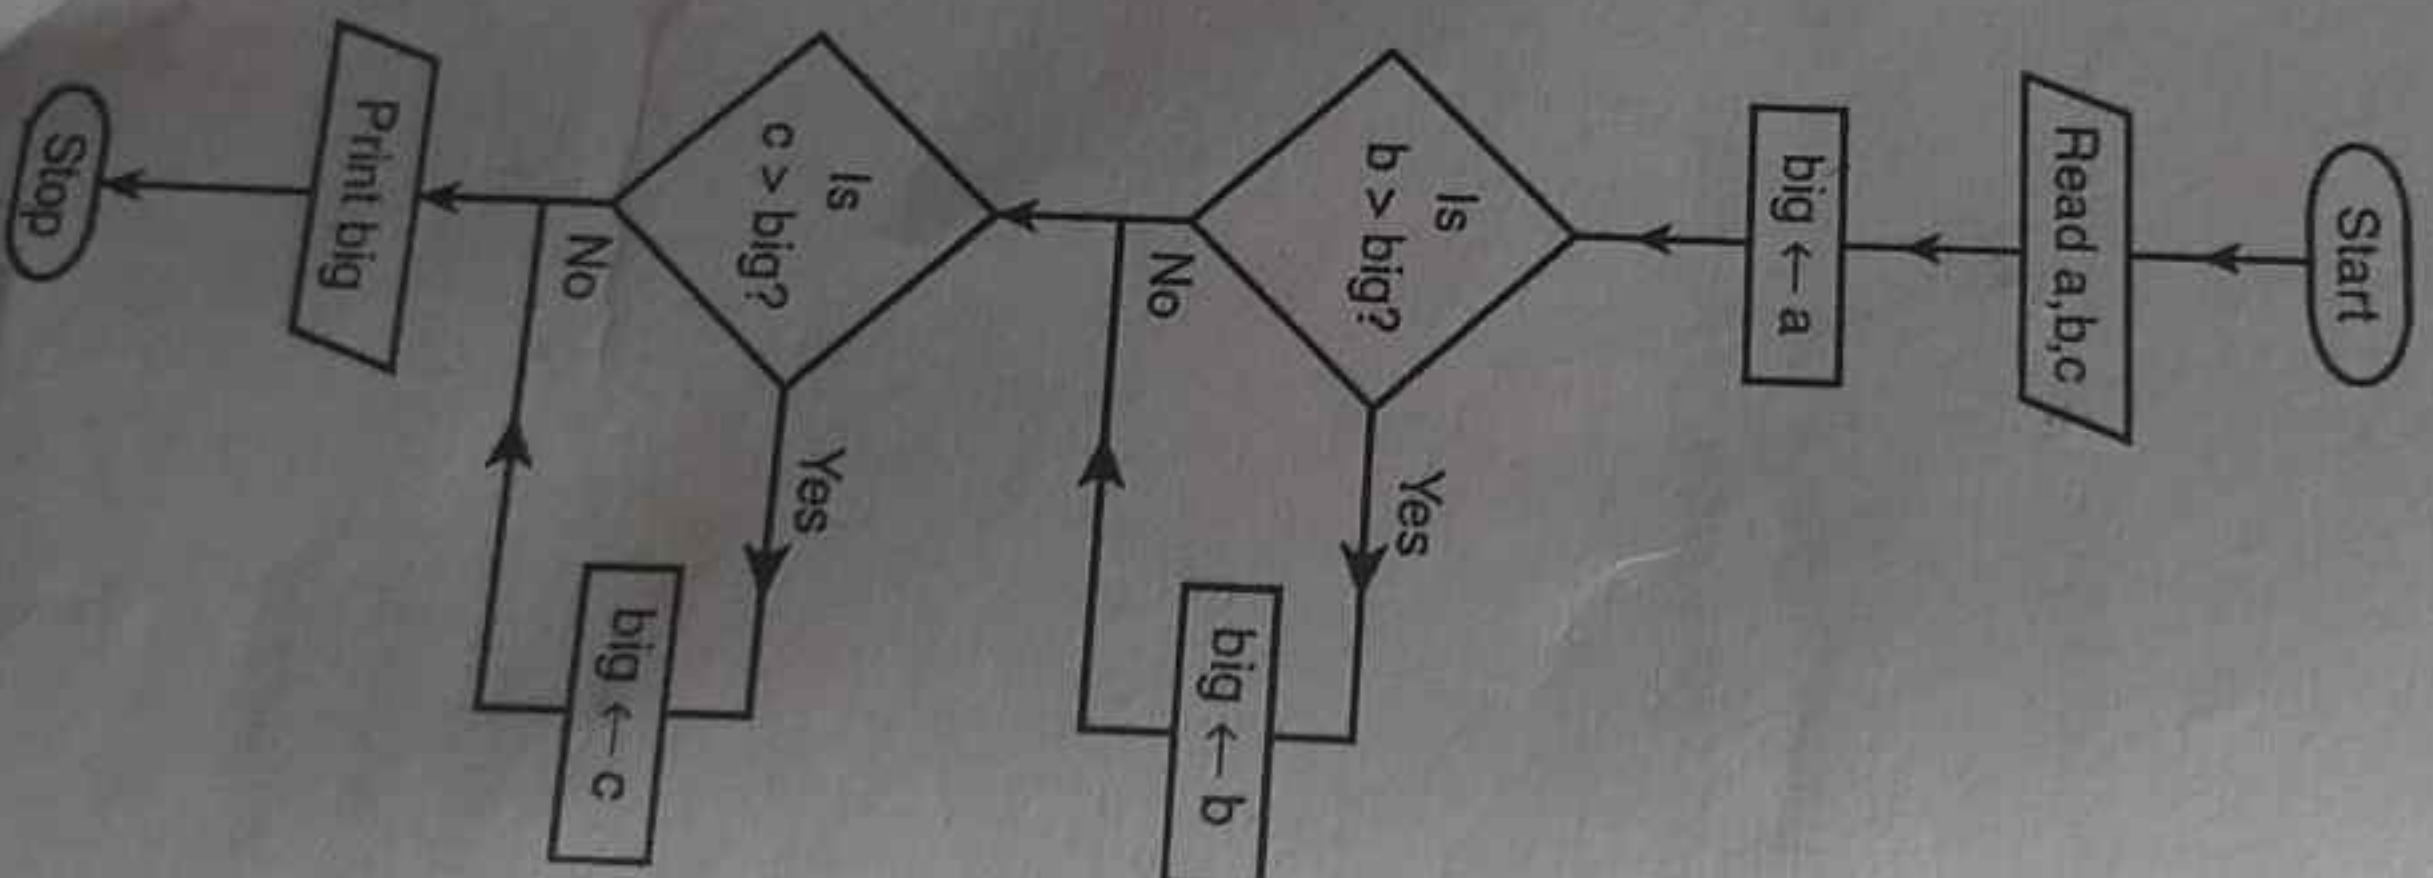 Start
Read a,b,c
big ← a
Is
b > big?
Yes
big ← b
No
Is
c > big?
Yes
big ← c
No
Print big
Stop